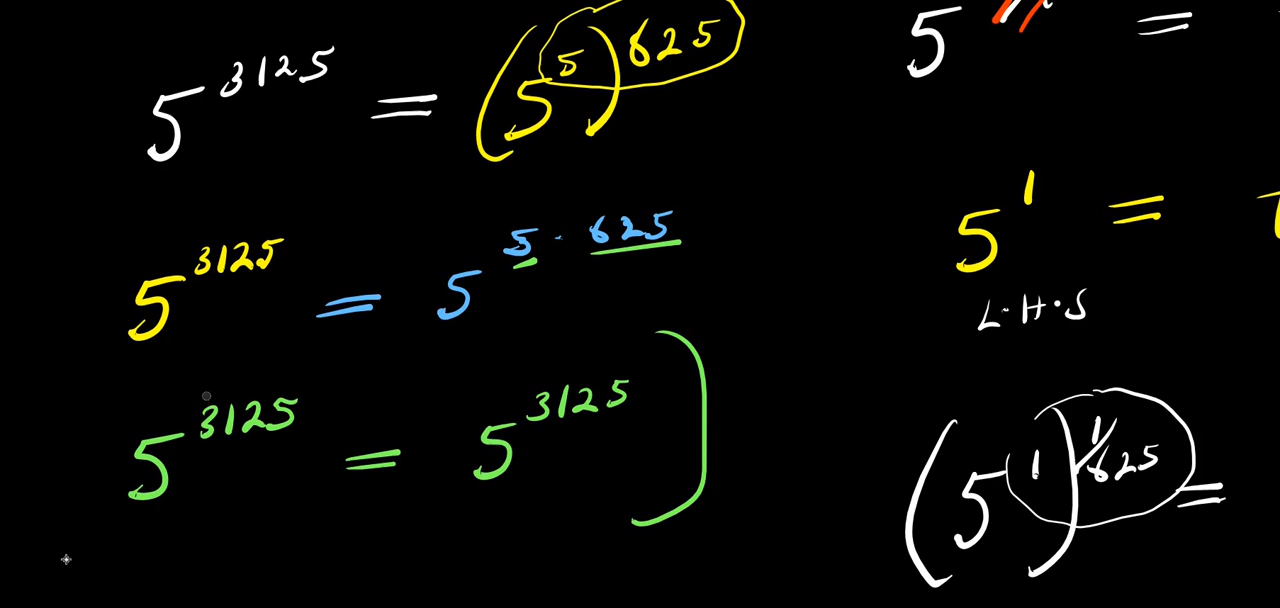 5^3125 = (5^5)^625
5^3125 = 5^5·625
5^3125 = 5^3125
5 =
5^1 =
L·H·S
(5^1)^1/625 =